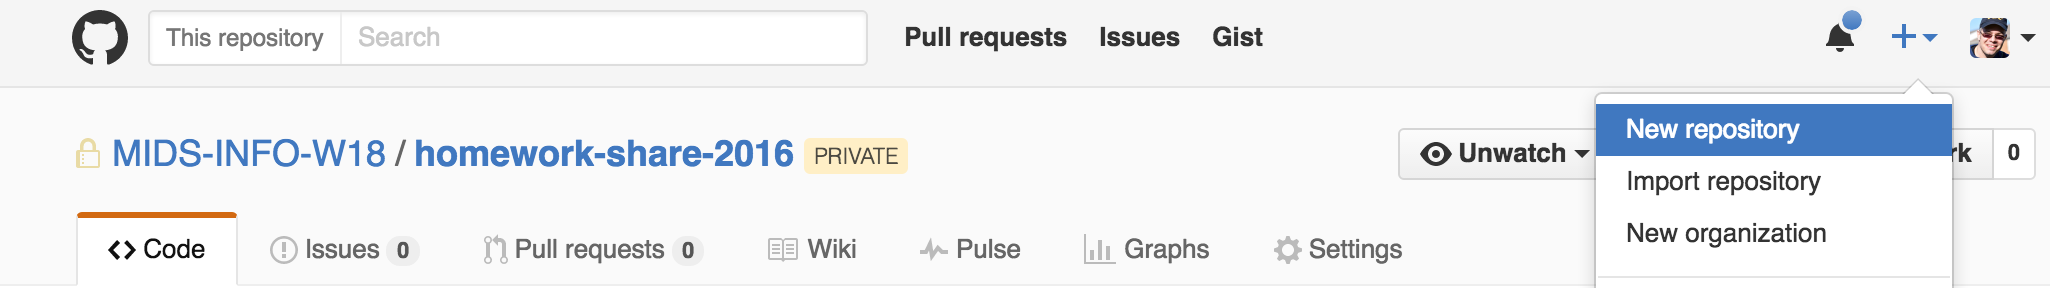 This repository Search Pull requests Issues Gist
New repository
MIDS-INFO-W18 / homework-share-2016 PRIVATE Unwatch rk 0
Import repository
New organization
Code Issues 0 Pull requests 0 Wiki Pulse Graphs Settings